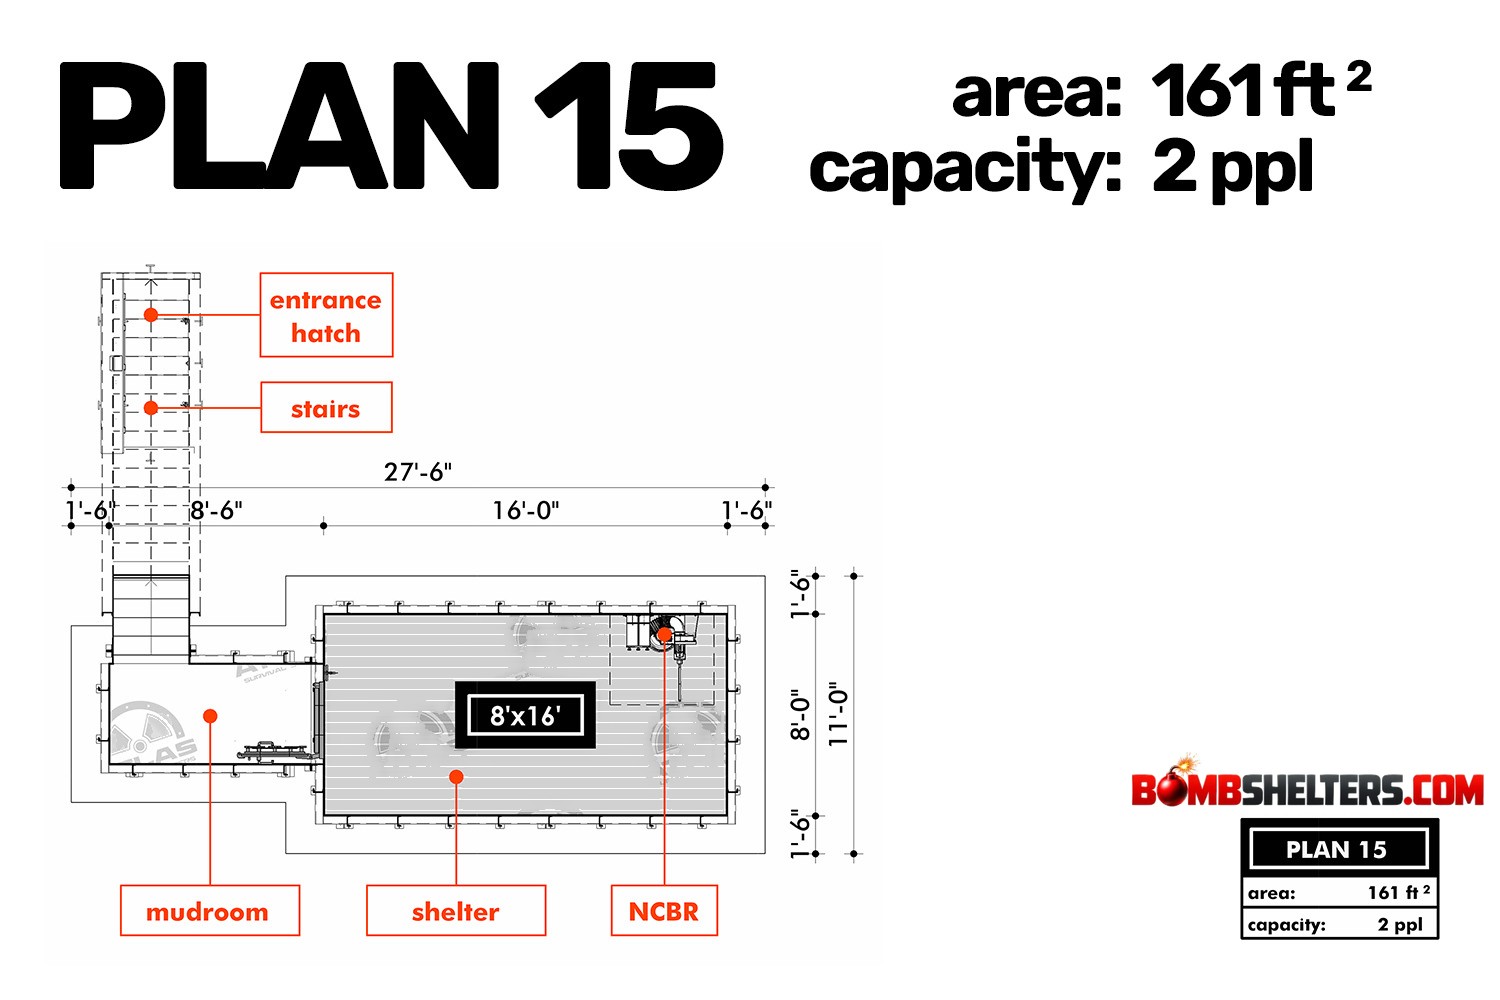 PLAN 15
area: 161 ft 2
capacity: 2 ppl
entrance
hatch
stairs
27'-6"
1'-6" 8'-6" 16'-0" 1'-6"
1'-6"
8'-0"
11'-0"
1'-6"
8'x16'
mudroom
shelter
NCBR
BOMBSHELTERS.COM
PLAN 15
area: 161 ft 2
capacity: 2 ppl